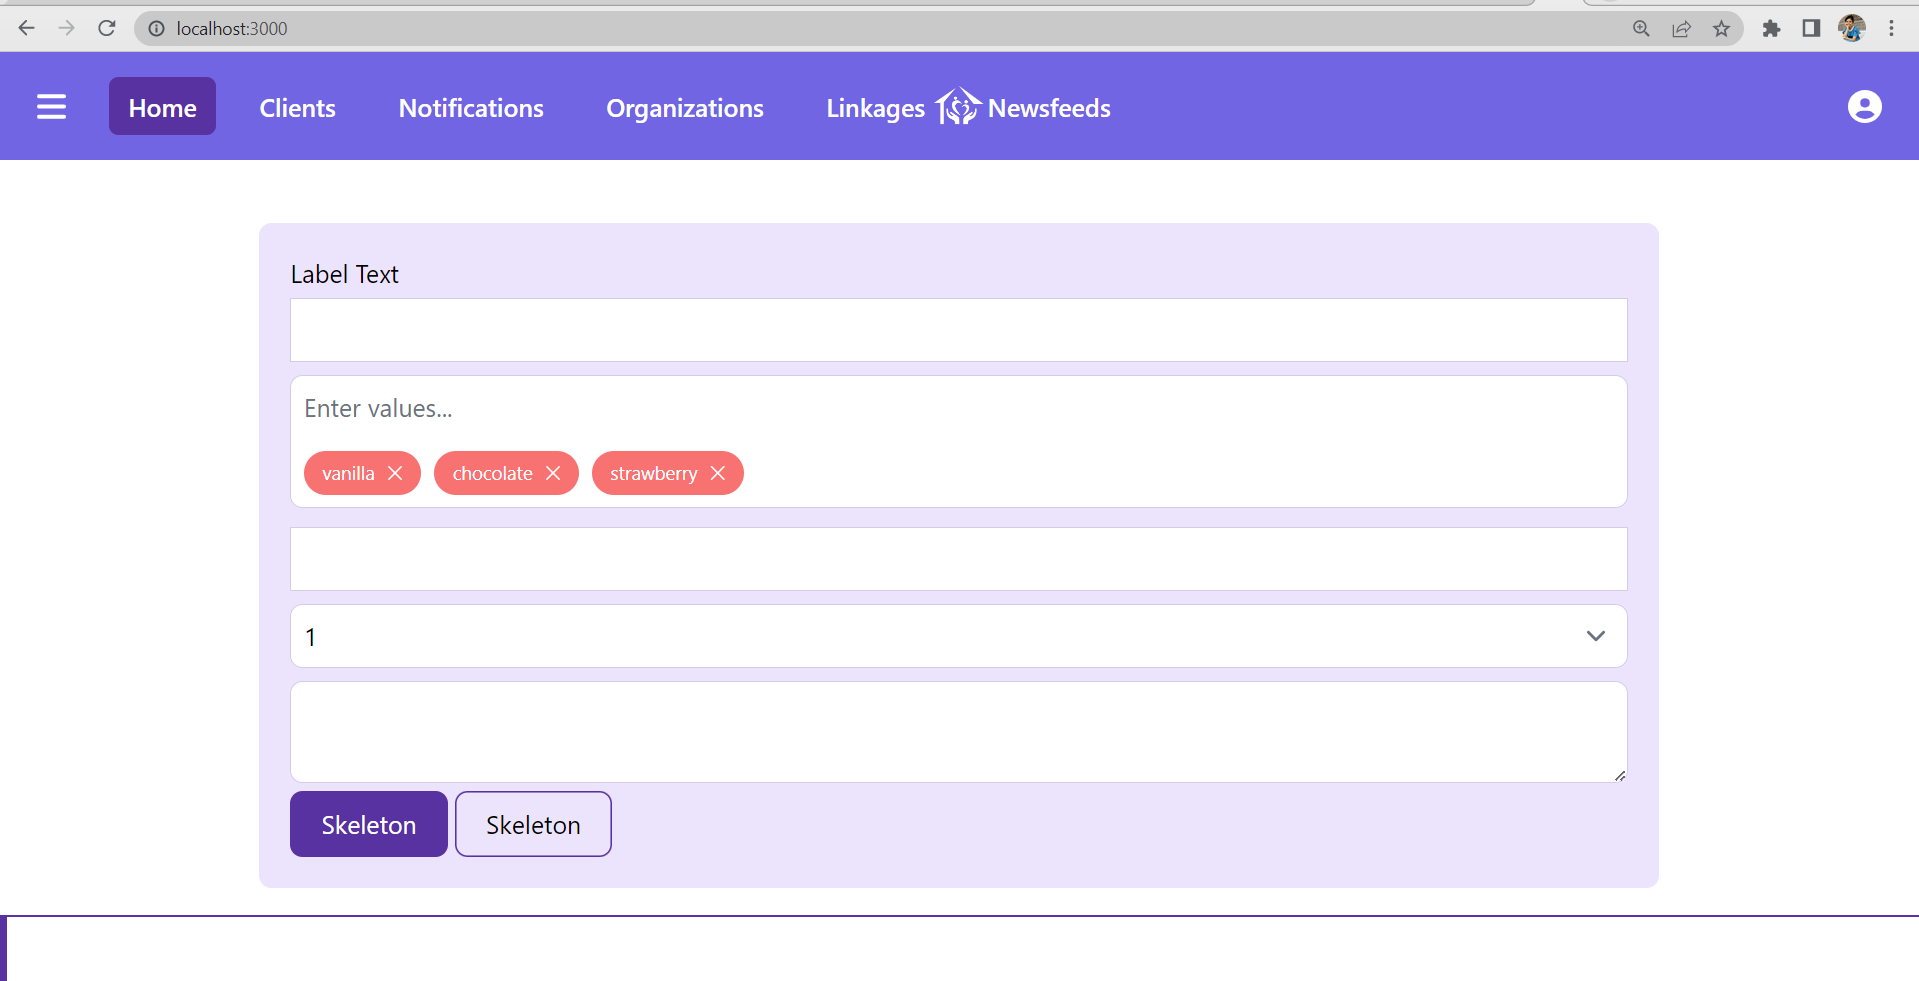 localhost:3000
Home Clients Notifications Organizations Linkages Newsfeeds
Label Text
Enter values...
vanilla chocolate strawberry
1
Skeleton Skeleton